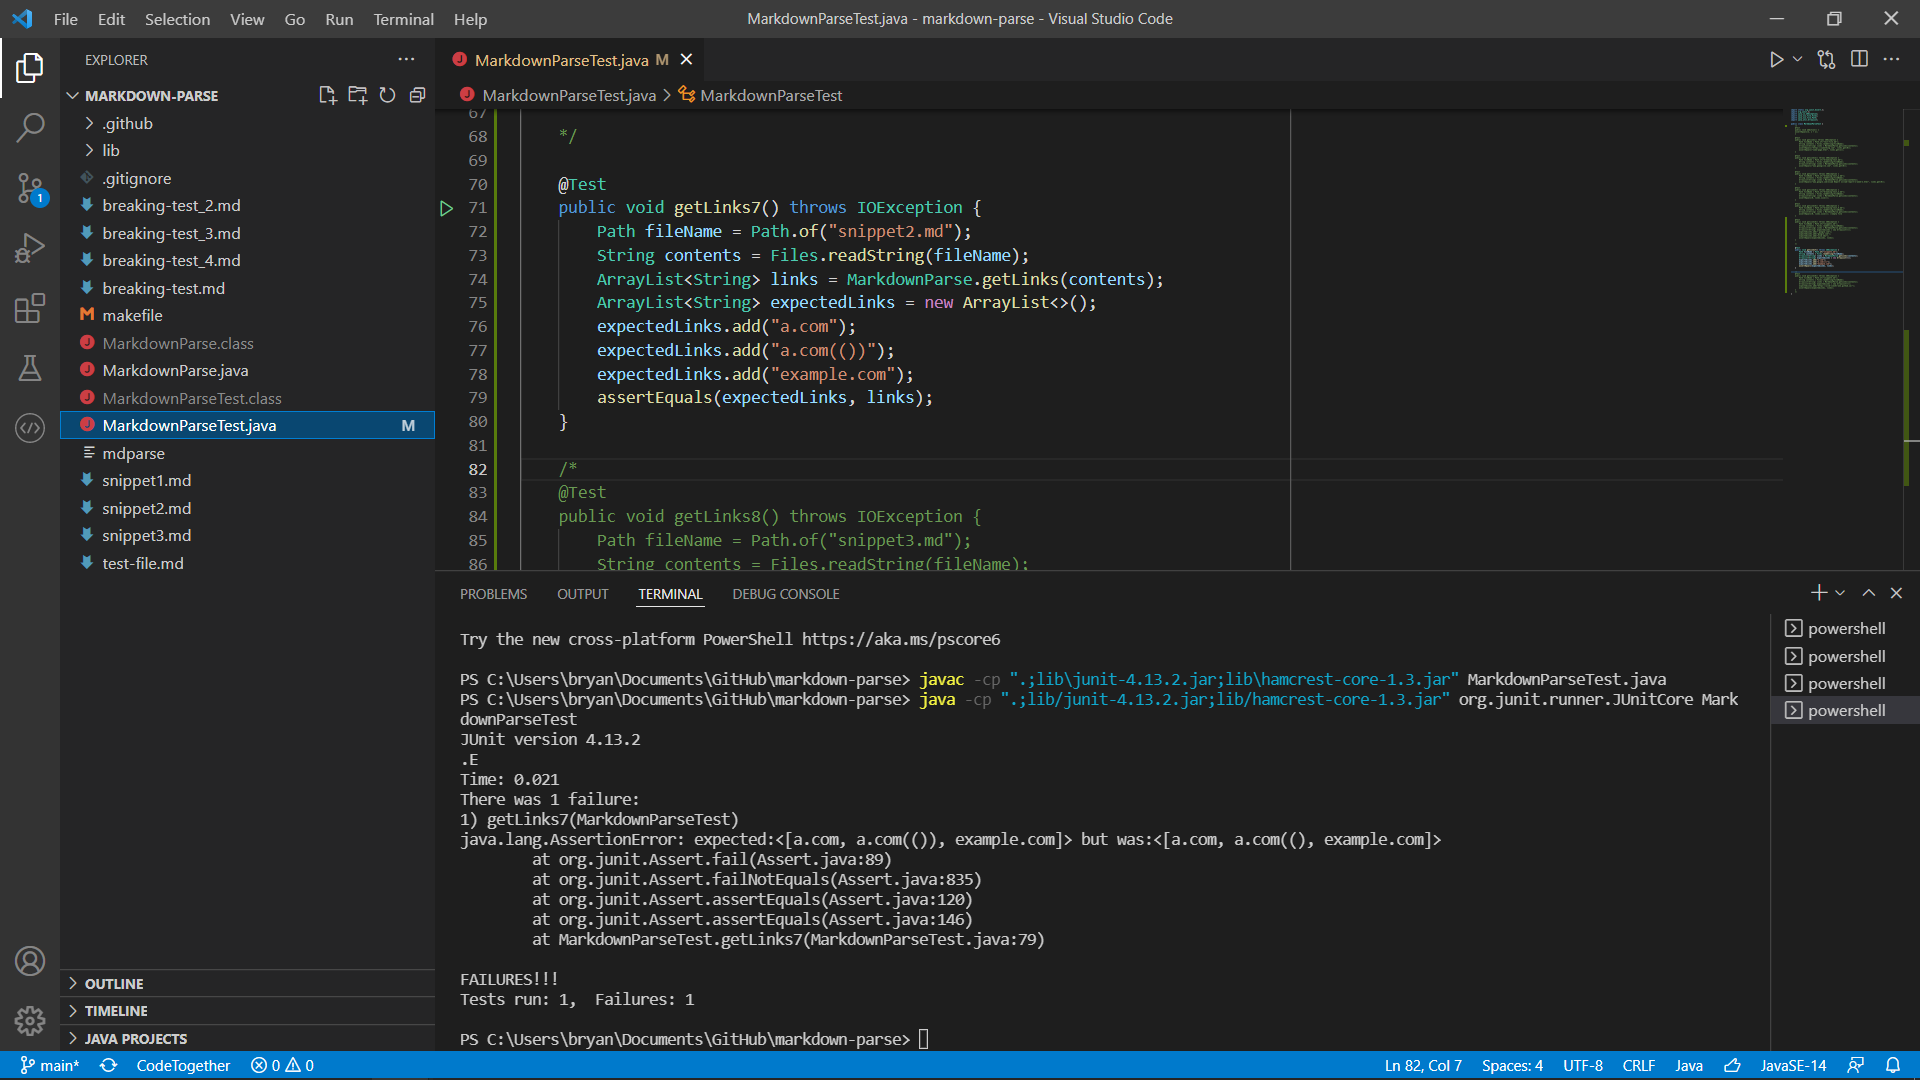 File Edit Selection View Go Run Terminal Help
MarkdownParseTest.java - markdown-parse - Visual Studio Code
EXPLORER
MARKDOWN-PARSE
.github
lib
.gitignore
breaking-test_2.md
breaking-test_3.md
breaking-test_4.md
breaking-test.md
makefile
MarkdownParse.class
MarkdownParse.java
MarkdownParseTest.class
MarkdownParseTest.java M
mdparse
snippet1.md
snippet2.md
snippet3.md
test-file.md
OUTLINE
TIMELINE
JAVA PROJECTS
1
MarkdownParseTest.java M
MarkdownParseTest.java > MarkdownParseTest
67
68 */
69
70 @Test
71 public void getLinks7() throws IOException {
72 Path fileName = Path.of("snippet2.md");
73 String contents = Files.readString(fileName);
74 ArrayList<String> links = MarkdownParse.getLinks(contents);
75 ArrayList<String> expectedLinks = new ArrayList<>();
76 expectedLinks.add("a.com");
77 expectedLinks.add("a.com(())");
78 expectedLinks.add("example.com");
79 assertEquals(expectedLinks, links);
80 }
81
82 /*
83 @Test
84 public void getLinks8() throws IOException {
85 Path fileName = Path.of("snippet3.md");
86 String contents = Files.readString(fileName);
PROBLEMS OUTPUT TERMINAL DEBUG CONSOLE
Try the new cross-platform PowerShell https://aka.ms/pscore6
PS C:\Users\bryan\Documents\GitHub\markdown-parse> javac -cp ".;lib\junit-4.13.2.jar;lib\hamcrest-core-1.3.jar" MarkdownParseTest.java
PS C:\Users\bryan\Documents\GitHub\markdown-parse> java -cp ".;lib/junit-4.13.2.jar;lib/hamcrest-core-1.3.jar" org.junit.runner.JUnitCore Mark
downParseTest
JUnit version 4.13.2
.E
Time: 0.021
There was 1 failure:
1) getLinks7(MarkdownParseTest)
java.lang.AssertionError: expected:<[a.com, a.com(()), example.com]> but was:<[a.com, a.com((), example.com]>
at org.junit.Assert.fail(Assert.java:89)
at org.junit.Assert.failNotEquals(Assert.java:835)
at org.junit.Assert.assertEquals(Assert.java:120)
at org.junit.Assert.assertEquals(Assert.java:146)
at MarkdownParseTest.getLinks7(MarkdownParseTest.java:79)
FAILURES!!!
Tests run: 1,  Failures: 1
PS C:\Users\bryan\Documents\GitHub\markdown-parse>
powershell
powershell
powershell
powershell
main* CodeTogether 0 0 Ln 82, Col 7 Spaces: 4 UTF-8 CRLF Java JavaSE-14